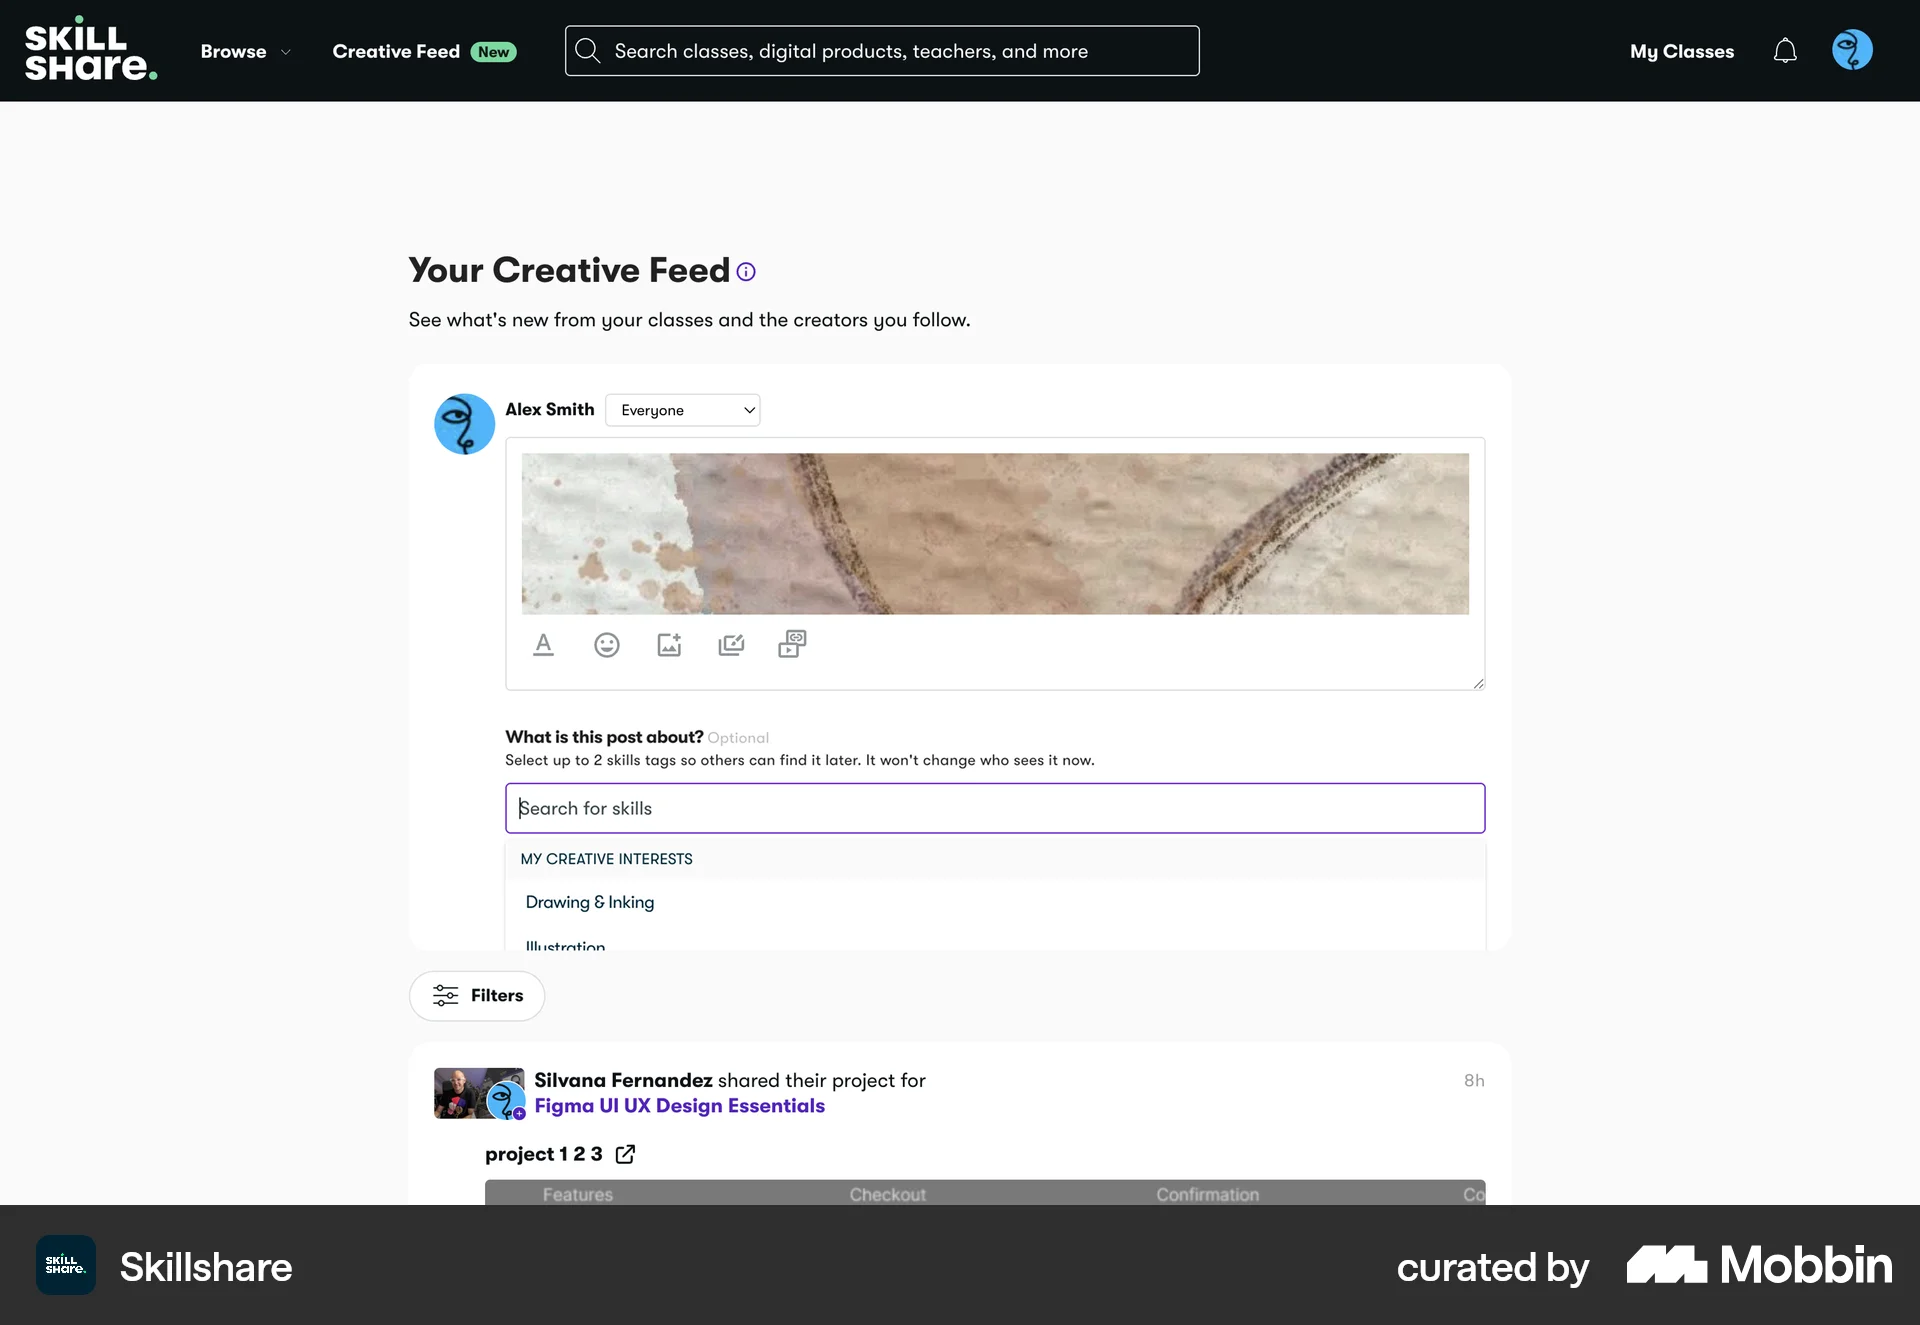 SKILL SHARE.
Browse
Creative Feed New
Search classes, digital products, teachers, and more
My Classes
Your Creative Feed
See what's new from your classes and the creators you follow.
Alex Smith
Everyone
What is this post about? Optional
Select up to 2 skills tags so others can find it later. It won't change who sees it now.
Search for skills
MY CREATIVE INTERESTS
Drawing & Inking
Illustration
Filters
Silvana Fernandez shared their project for
8h
Figma UI UX Design Essentials
project 1 2 3
Features
Checkout
Confirmation
Co
SKILL SHARE.
Skillshare
curated by
Mobbin